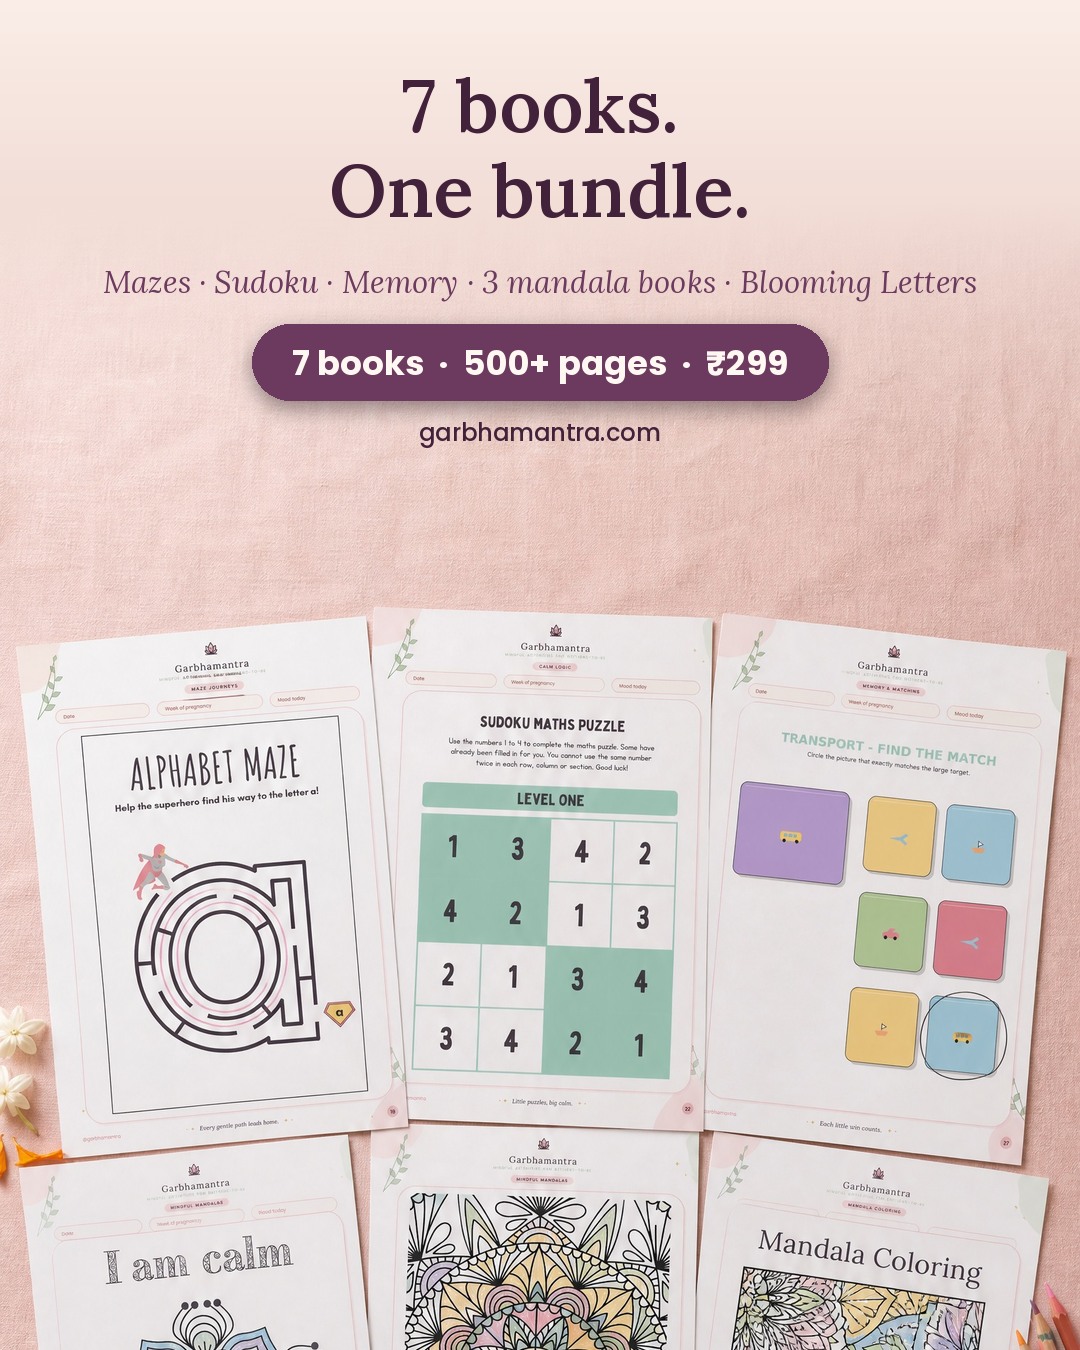 7 books.
One bundle.
Mazes · Sudoku · Memory · 3 mandala books · Blooming Letters
7 books · 500+ pages · ₹299
garbhamantra.com
Garbhamantra
MAZE JOURNEYS
Date
Week of pregnancy
Mood today
ALPHABET MAZE
Help the superhero find his way to the letter a!
a
Every gentle path leads home.
@garbhamantra
19
Garbhamantra
CALM LOGIC
Date
Week of pregnancy
Mood today
SUDOKU MATHS PUZZLE
Use the numbers 1 to 4 to complete the maths puzzle. Some have
already been filled in for you. You cannot use the same number
twice in each row, column or section. Good luck!
LEVEL ONE
1 3 4 2
4 2 1 3
2 1 3 4
3 4 2 1
Little puzzles, big calm.
22
Garbhamantra
MEMORY & MATCHING
Date
Week of pregnancy
Mood today
TRANSPORT - FIND THE MATCH
Circle the picture that exactly matches the large target.
Each little win counts.
27
Garbhamantra
MINDFUL MANDALAS
Date
Week of pregnancy
Mood today
I am calm
Garbhamantra
MINDFUL MANDALAS
Garbhamantra
MANDALA COLORING
Mandala Coloring